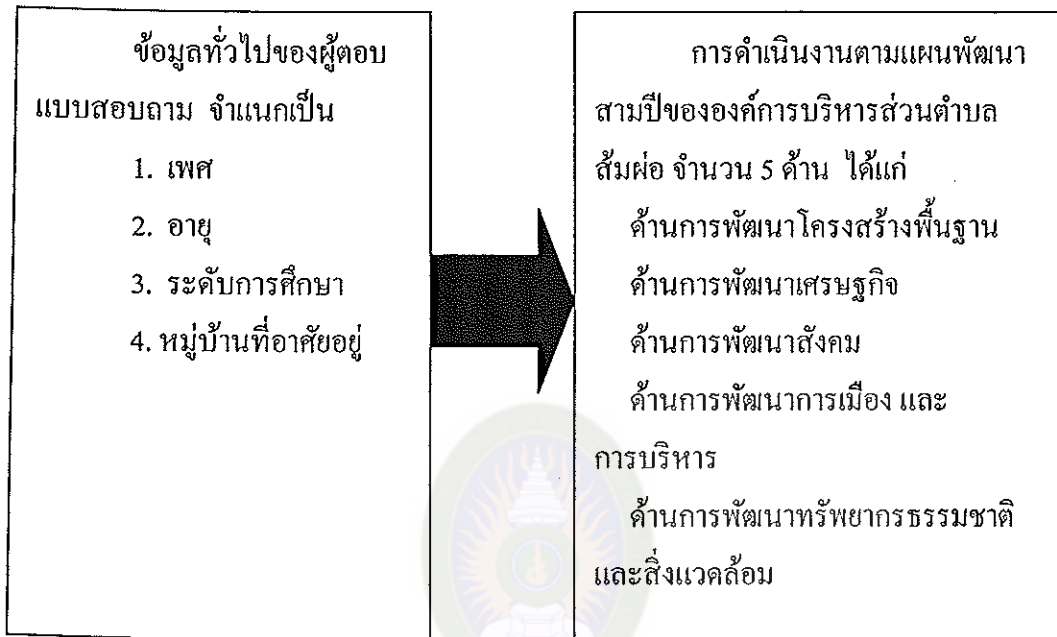 ข้อมูลทั่วไปของผู้ตอบ
แบบสอบถาม จำแนกเป็น
1. เพศ
2. อายุ
3. ระดับการศึกษา
4. หมู่บ้านที่อาศัยอยู่
การดำเนินงานตามแผนพัฒนา
สามปีขององค์การบริหารส่วนตำบล
ส้มผ่อ จำนวน 5 ด้าน ได้แก่
ด้านการพัฒนาโครงสร้างพื้นฐาน
ด้านการพัฒนาเศรษฐกิจ
ด้านการพัฒนาสังคม
ด้านการพัฒนาการเมือง และ
การบริหาร
ด้านการพัฒนาทรัพยากรธรรมชาติ
และสิ่งแวดล้อม